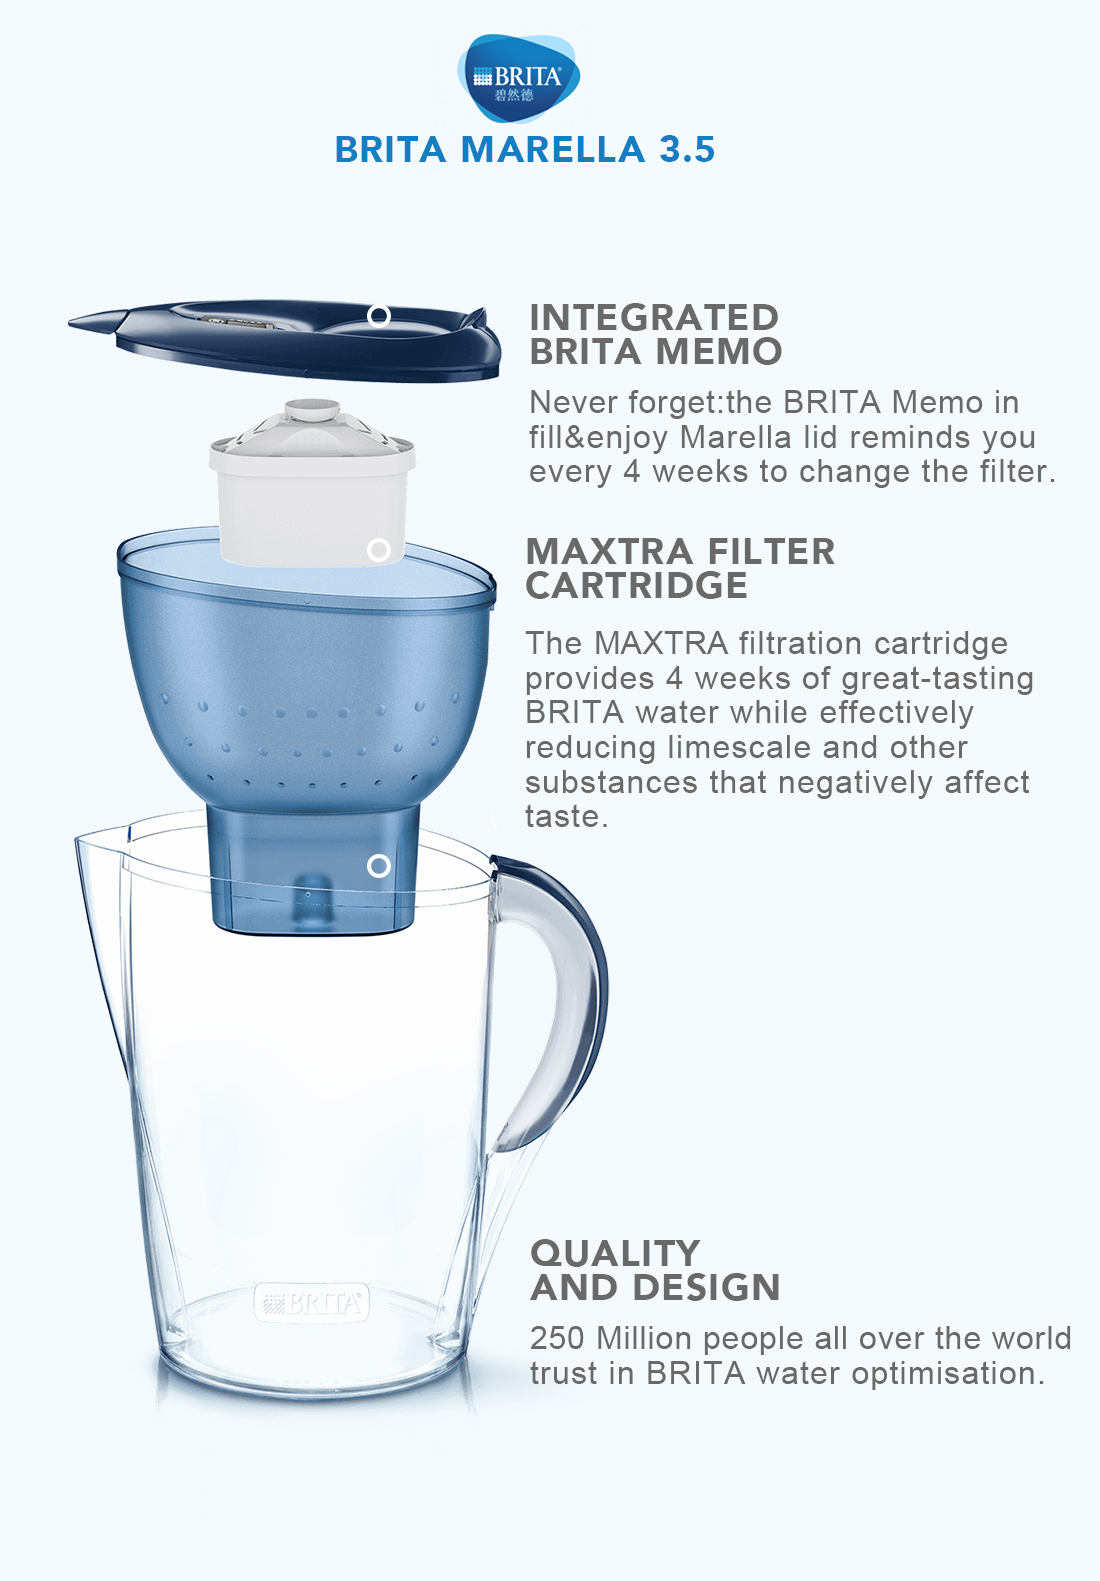 BRITA®
碧然德
BRITA MARELLA 3.5
INTEGRATED
BRITA MEMO
Never forget:the BRITA Memo in
fill&enjoy Marella lid reminds you
every 4 weeks to change the filter.
MAXTRA FILTER
CARTRIDGE
The MAXTRA filtration cartridge
provides 4 weeks of great-tasting
BRITA water while effectively
reducing limescale and other
substances that negatively affect
taste.
QUALITY
AND DESIGN
250 Million people all over the world
trust in BRITA water optimisation.
BRITA®